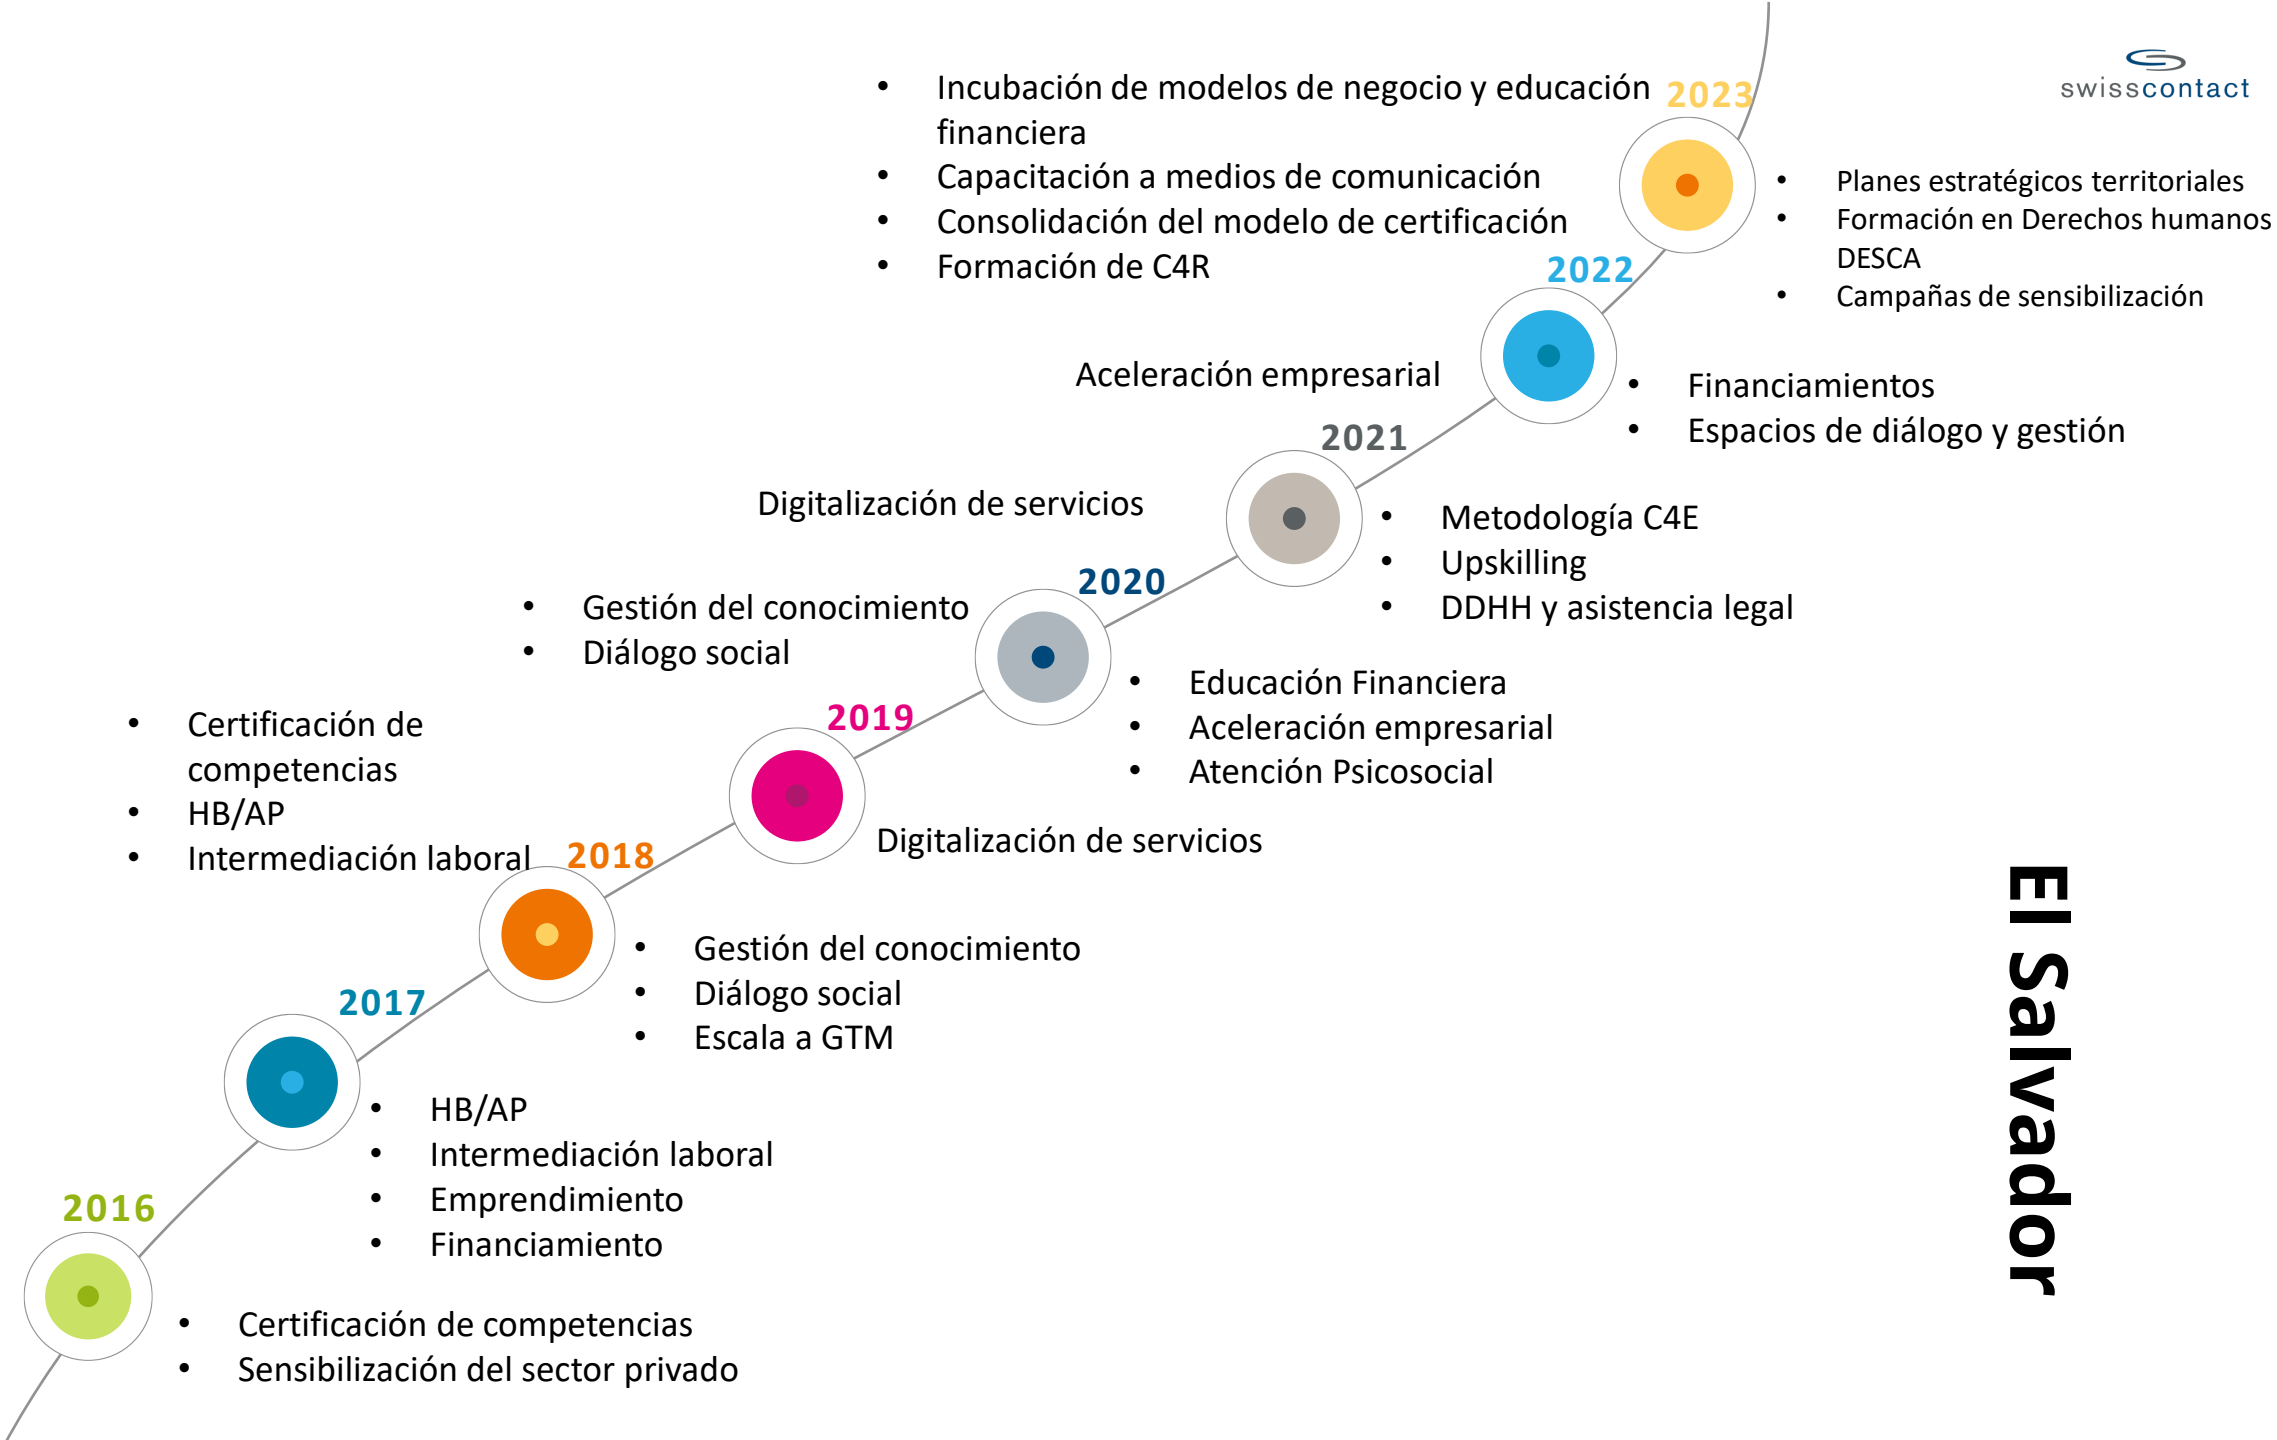 swisscontact
• Incubación de modelos de negocio y educación
financiera
• Capacitación a medios de comunicación
• Consolidación del modelo de certificación
• Formación de C4R
2023
• Planes estratégicos territoriales
• Formación en Derechos humanos
DESCA
• Campañas de sensibilización
2022
Aceleración empresarial
• Financiamientos
• Espacios de diálogo y gestión
2021
Digitalización de servicios
• Metodología C4E
• Upskilling
• DDHH y asistencia legal
2020
• Gestión del conocimiento
• Diálogo social
• Educación Financiera
• Aceleración empresarial
• Atención Psicosocial
2019
• Certificación de
competencias
• HB/AP
• Intermediación laboral
Digitalización de servicios
2018
• Gestión del conocimiento
• Diálogo social
• Escala a GTM
2017
• HB/AP
• Intermediación laboral
• Emprendimiento
• Financiamiento
2016
• Certificación de competencias
• Sensibilización del sector privado
El Salvador